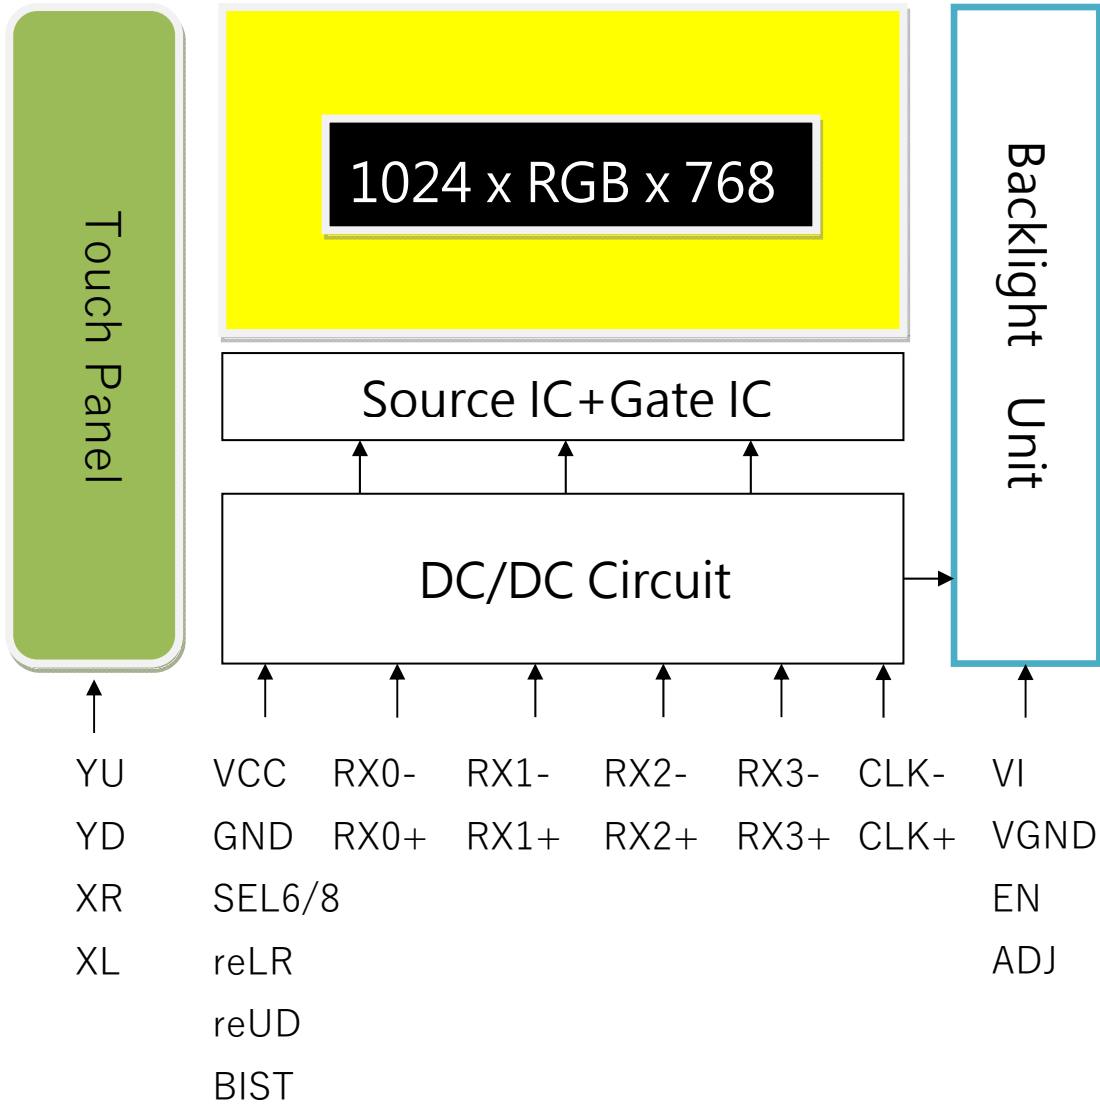 Touch Panel
1024 x RGB x 768
Source IC+Gate IC
DC/DC Circuit
Backlight Unit
YU
YD
XR
XL
VCC
GND
SEL6/8
reLR
reUD
BIST
RX0-
RX0+
RX1-
RX1+
RX2-
RX2+
RX3-
RX3+
CLK-
CLK+
VI
VGND
EN
ADJ